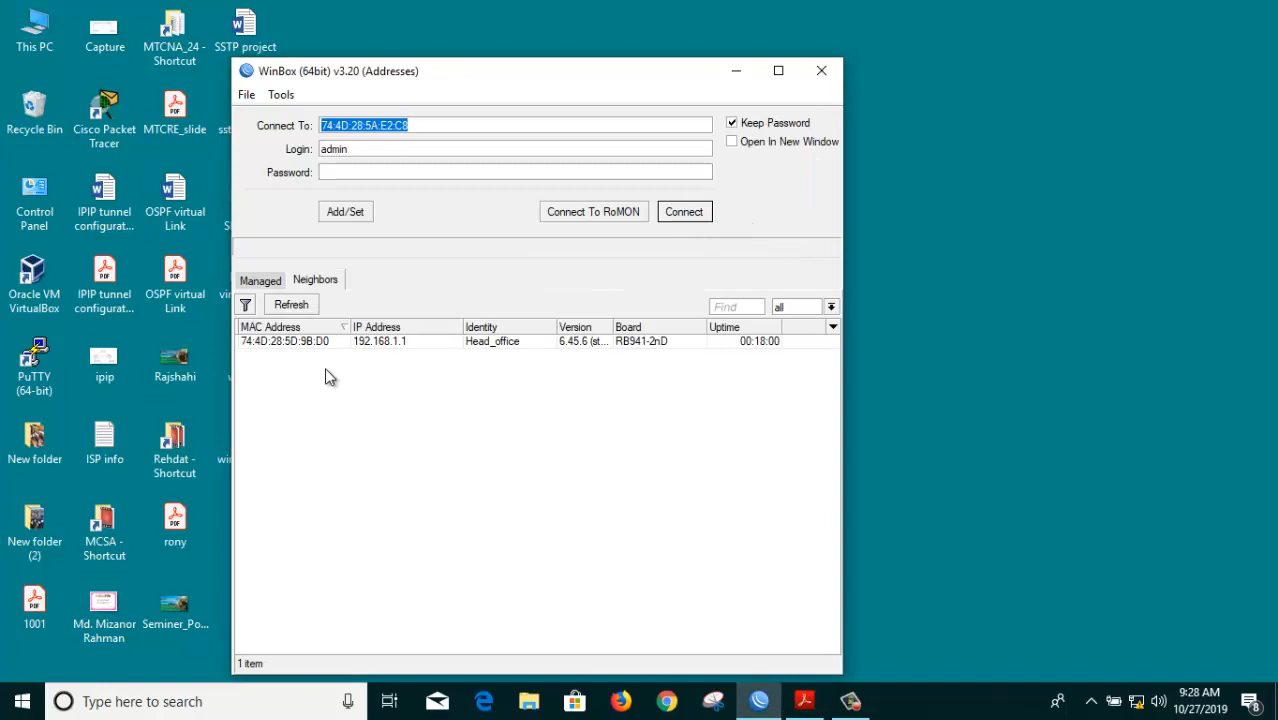 This PC
Capture
MTCNA_24 -
Shortcut
SSTP project
Recycle Bin
Cisco Packet
Tracer
MTCRE_slide
Control
Panel
IPIP tunnel
configurat...
OSPF virtual
Link
Oracle VM
VirtualBox
IPIP tunnel
configurat...
OSPF virtual
Link
PuTTY
(64-bit)
ipip
Rajshahi
New folder
ISP info
Rehdat -
Shortcut
New folder
(2)
MCSA -
Shortcut
rony
1001
Md. Mizanor
Rahman
Seminer_Po...
WinBox (64bit) v3.20 (Addresses)
File Tools
Connect To: 74:4D:28:5A:E2:C8
Keep Password
Open In New Window
Login: admin
Password:
Add/Set Connect To RoMON Connect
Managed Neighbors
Refresh Find all
MAC Address IP Address Identity Version Board Uptime
74:4D:28:5D:9B:D0 192.168.1.1 Head_office 6.45.6 (st... RB941-2nD 00:18:00
1 item
Type here to search
9:28 AM
10/27/2019
8